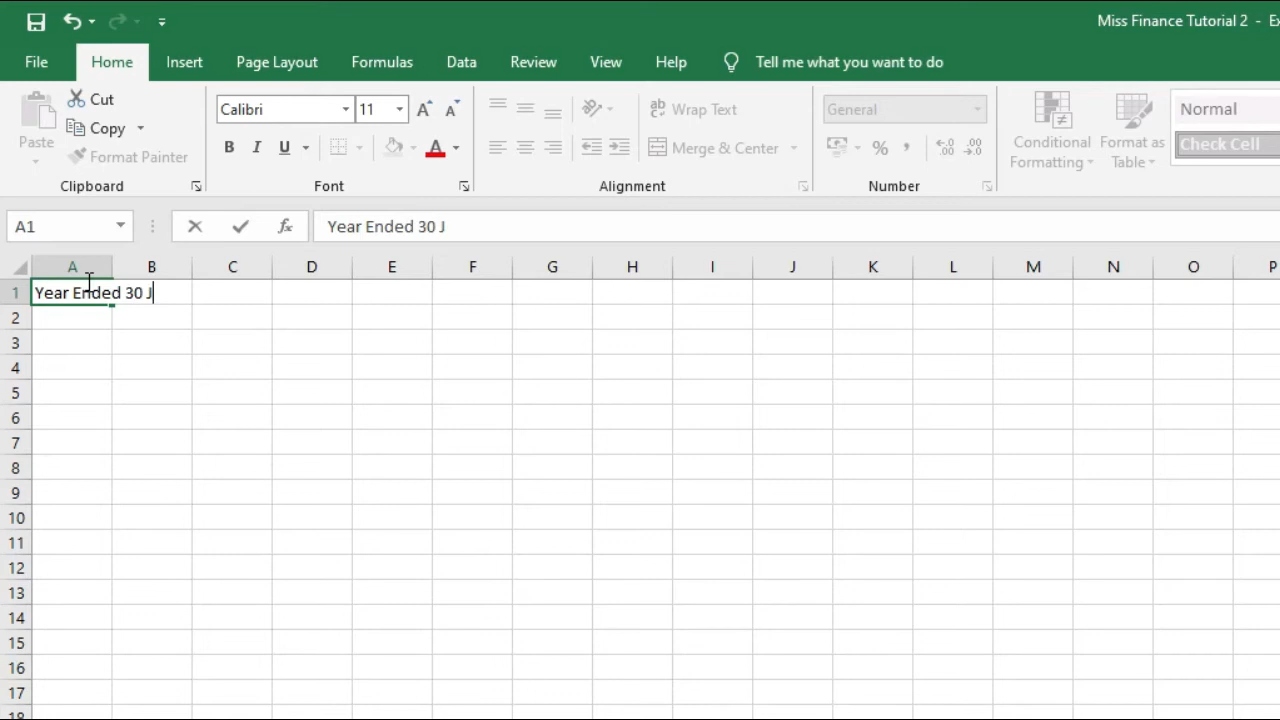 Miss Finance Tutorial 2 - Ex
File Home Insert Page Layout Formulas Data Review View Help Tell me what you want to do
Cut
Copy
Format Painter
Paste
Clipboard
Calibri 11
B I U A
Font
Wrap Text
Merge & Center
Alignment
General
% ,
Number
Conditional Formatting
Format as Table
Normal
Check Cell
A1 fx Year Ended 30 J
A B C D E F G H I J K L M N O P
1 Year Ended 30 J
2
3
4
5
6
7
8
9
10
11
12
13
14
15
16
17
18